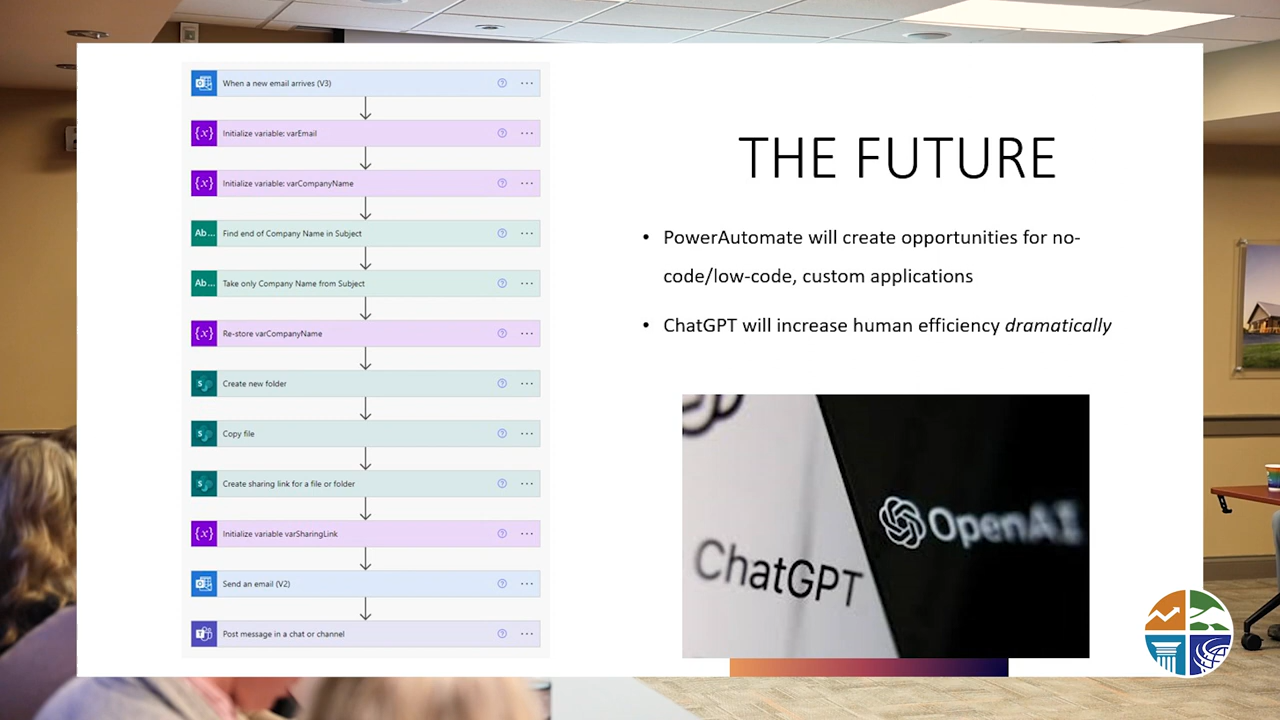 When a new email arrives (V3)
{x} Initialize variable: varEmail
{x} Initialize variable: varCompanyName
Ab... Find end of Company Name in Subject
Ab... Take only Company Name from Subject
{x} Re-store varCompanyName
Create new folder
Copy file
Create sharing link for a file or folder
{x} Initialize variable varSharingLink
Send an email (V2)
Post message in a chat or channel
THE FUTURE
• PowerAutomate will create opportunities for no-
code/low-code, custom applications
• ChatGPT will increase human efficiency dramatically
ChatGPT
OpenAI